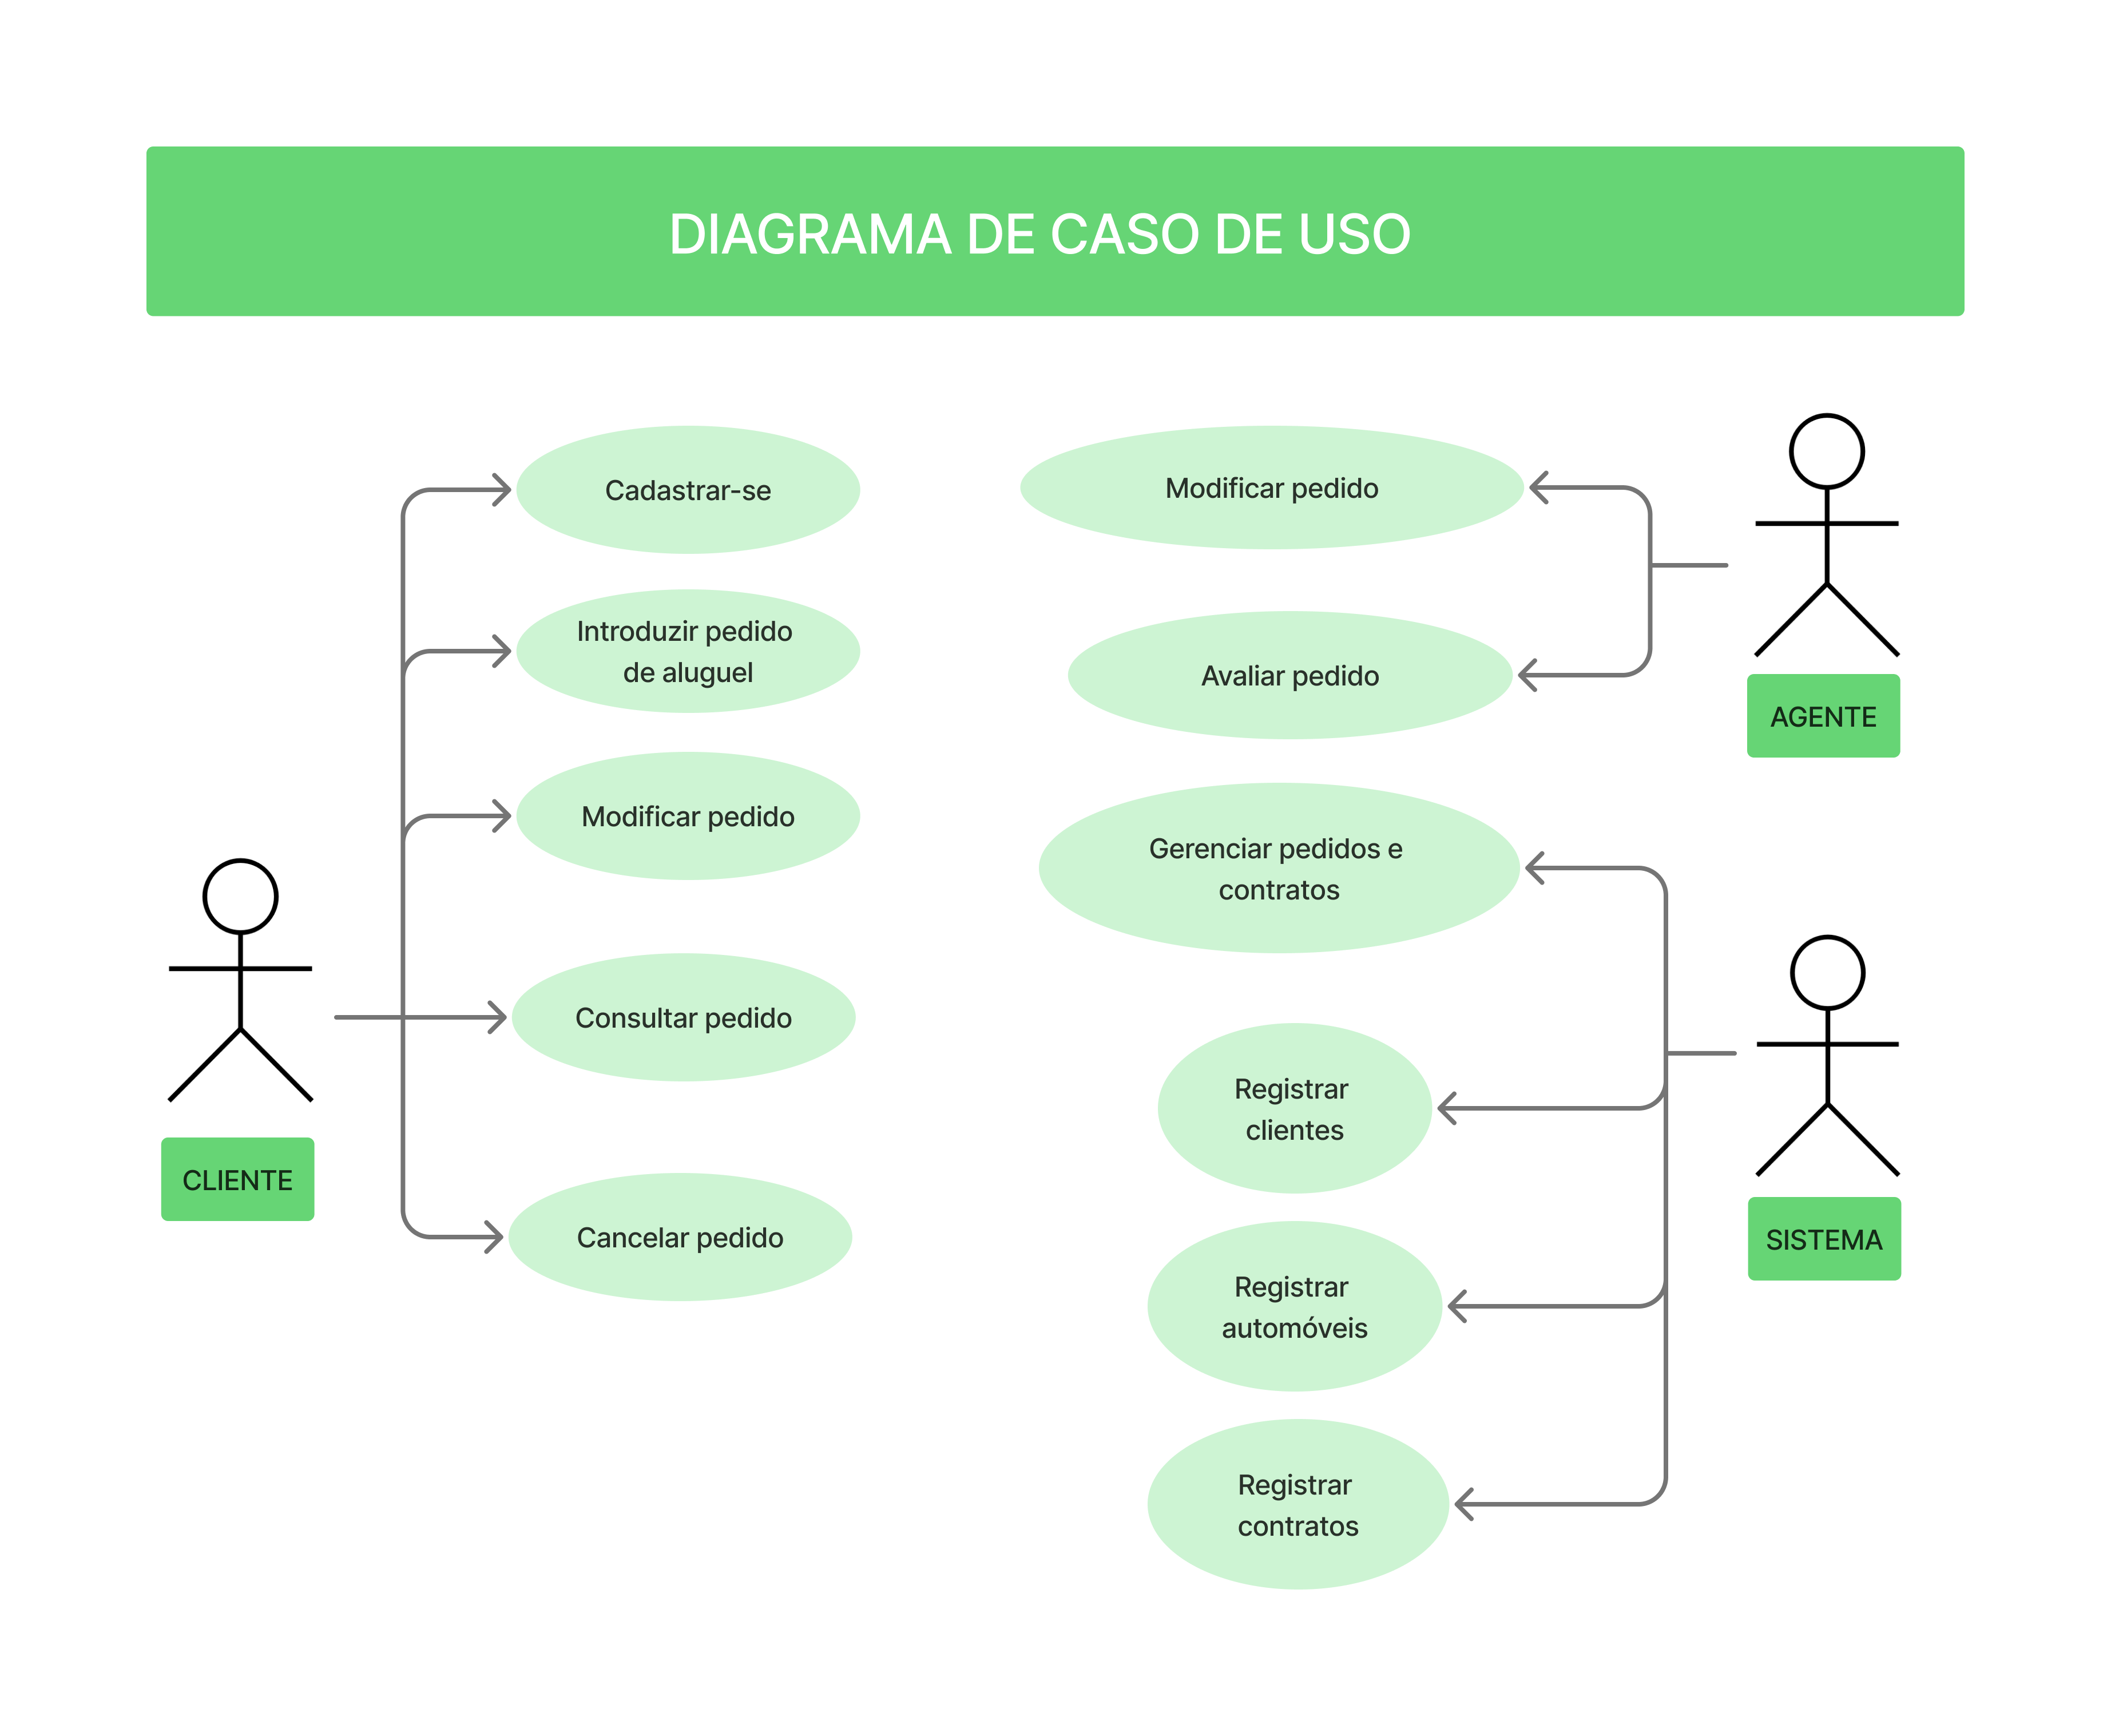 DIAGRAMA DE CASO DE USO
Cadastrar-se
Introduzir pedido
de aluguel
Modificar pedido
Consultar pedido
Cancelar pedido
CLIENTE
Modificar pedido
Avaliar pedido
AGENTE
Gerenciar pedidos e
contratos
Registrar
clientes
Registrar
automóveis
Registrar
contratos
SISTEMA